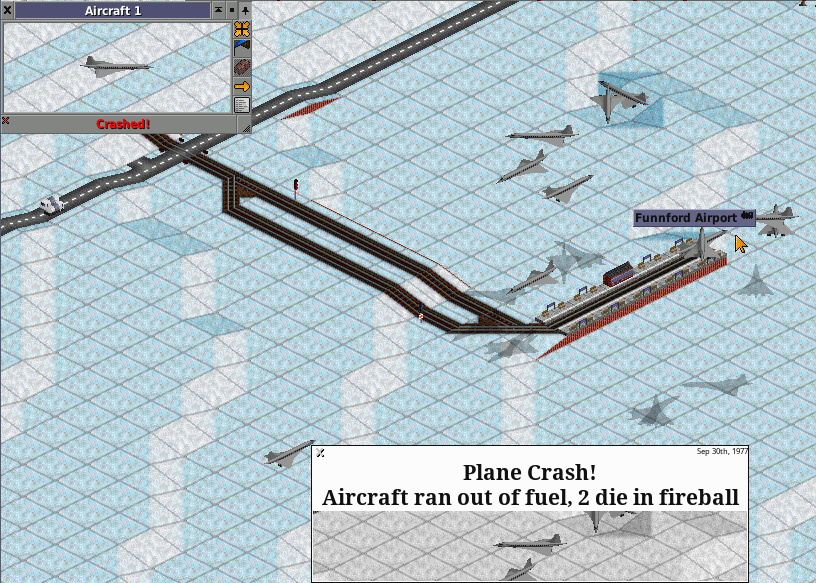 Aircraft 1
Crashed!
Funnford Airport
Sep 30th, 1977
Plane Crash!
Aircraft ran out of fuel, 2 die in fireball